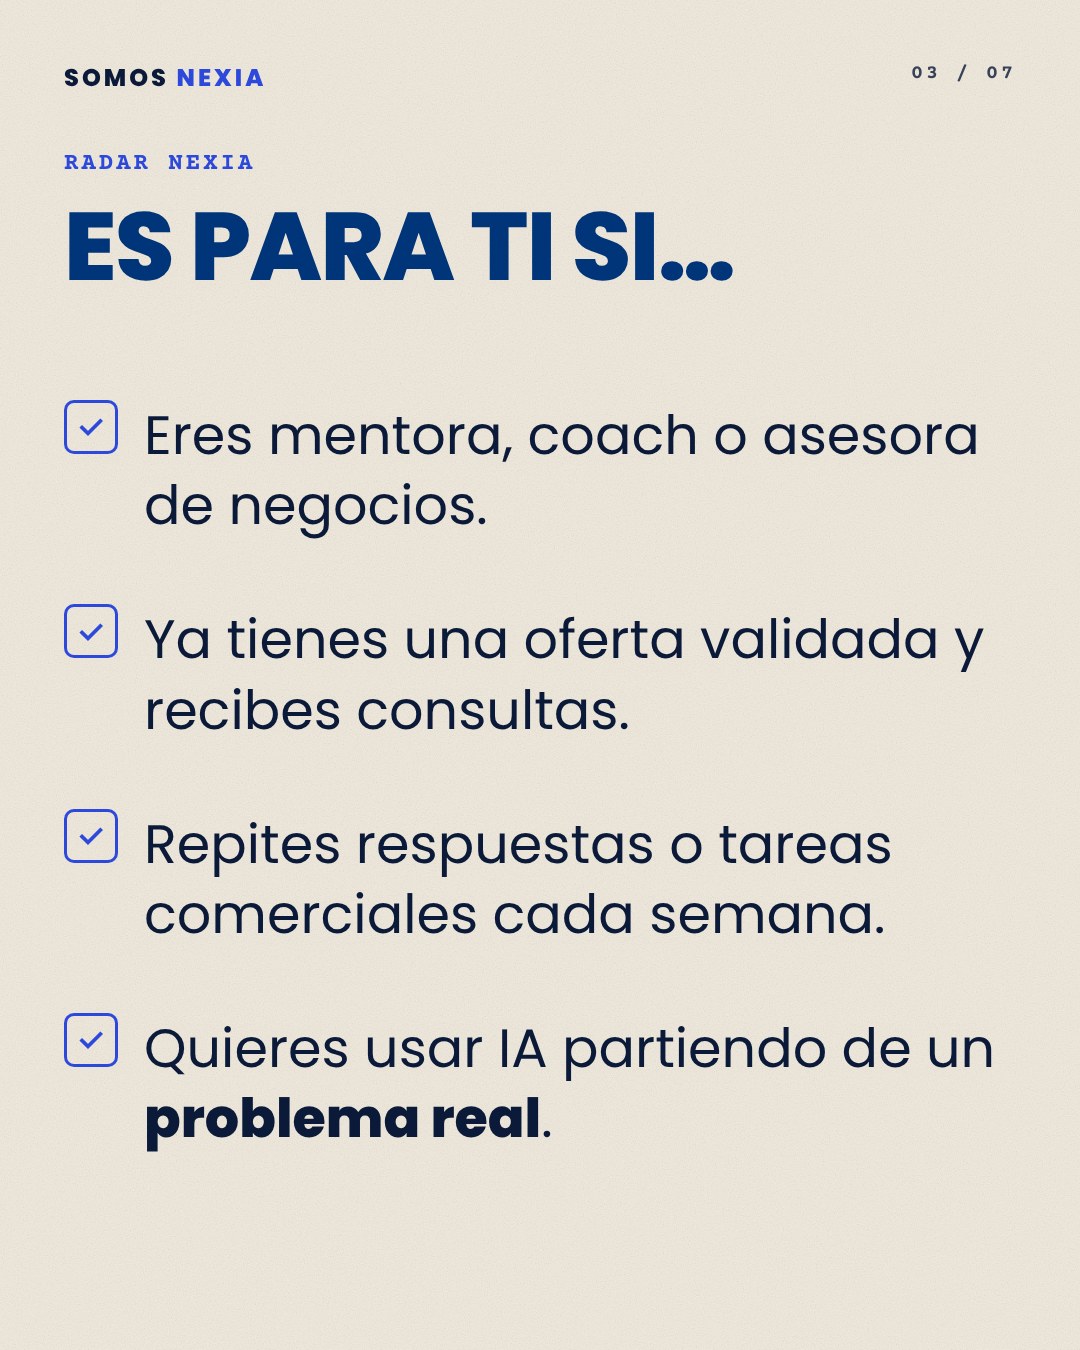 SOMOS NEXIA
03 / 07
RADAR NEXIA
ES PARA TI SI...
Eres mentora, coach o asesora
de negocios.
Ya tienes una oferta validada y
recibes consultas.
Repites respuestas o tareas
comerciales cada semana.
Quieres usar IA partiendo de un
problema real.